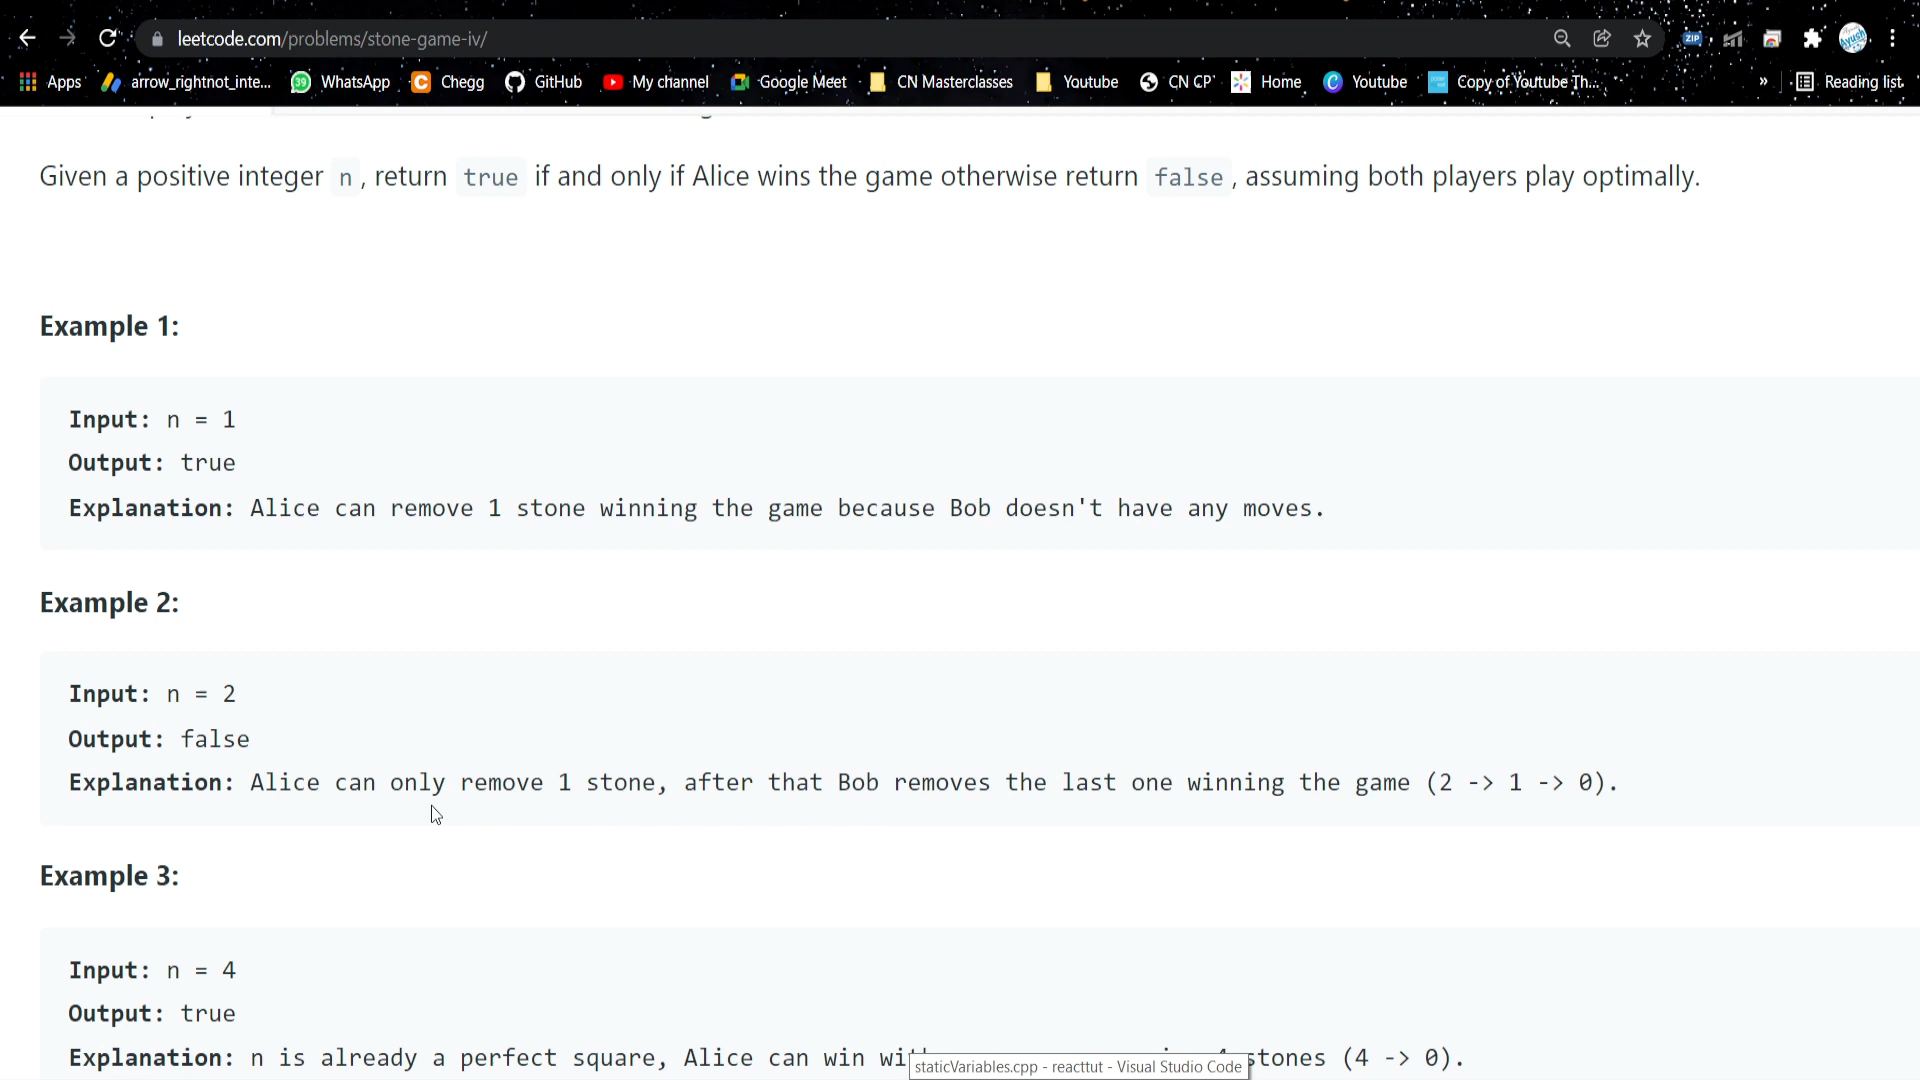 leetcode.com/problems/stone-game-iv/
ZIP
Ayush
Apps arrow_rightnot_inte... 39 WhatsApp C Chegg GitHub My channel Google Meet CN Masterclasses Youtube CN CP Home C Youtube Copy of Youtube Th... » Reading list
Given a positive integer n, return true if and only if Alice wins the game otherwise return false, assuming both players play optimally.
Example 1:
Input: n = 1
Output: true
Explanation: Alice can remove 1 stone winning the game because Bob doesn't have any moves.
Example 2:
Input: n = 2
Output: false
Explanation: Alice can only remove 1 stone, after that Bob removes the last one winning the game (2 -> 1 -> 0).
Example 3:
Input: n = 4
Output: true
Explanation: n is already a perfect square, Alice can win stones (4 -> 0).
staticVariables.cpp - reacttut - Visual Studio Code